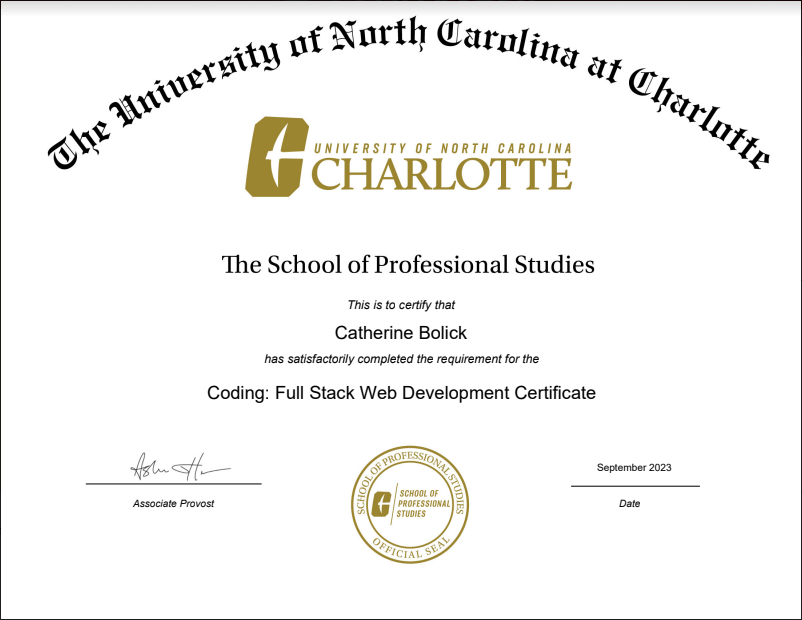 The University of North Carolina at Charlotte
UNIVERSITY OF NORTH CAROLINA
CHARLOTTE
The School of Professional Studies
This is to certify that
Catherine Bolick
has satisfactorily completed the requirement for the
Coding: Full Stack Web Development Certificate
Associate Provost
SCHOOL OF PROFESSIONAL STUDIES
SCHOOL OF
PROFESSIONAL
STUDIES
OFFICIAL SEAL
September 2023
Date